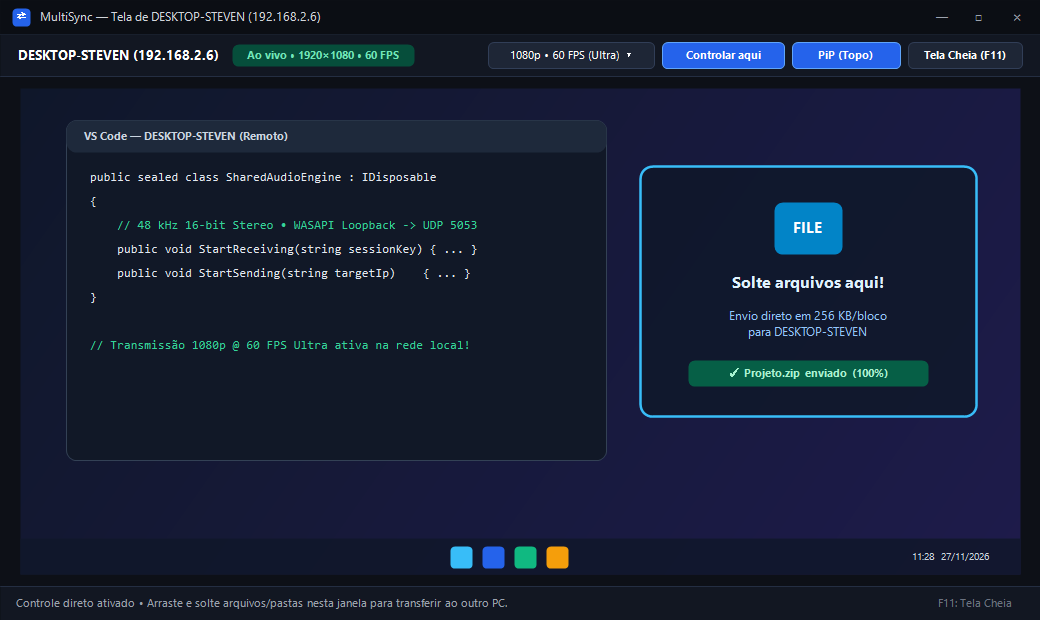 MultiSync — Tela de DESKTOP-STEVEN (192.168.2.6)
DESKTOP-STEVEN (192.168.2.6)
Ao vivo • 1920×1080 • 60 FPS
1080p • 60 FPS (Ultra)
Controlar aqui
PiP (Topo)
Tela Cheia (F11)
VS Code — DESKTOP-STEVEN (Remoto)
public sealed class SharedAudioEngine : IDisposable
{
// 48 kHz 16-bit Stereo • WASAPI Loopback -> UDP 5053
public void StartReceiving(string sessionKey) { ... }
public void StartSending(string targetIp) { ... }
}
// Transmissão 1080p @ 60 FPS Ultra ativa na rede local!
FILE
Solte arquivos aqui!
Envio direto em 256 KB/bloco
para DESKTOP-STEVEN
✓ Projeto.zip enviado (100%)
11:28 27/11/2026
Controle direto ativado • Arraste e solte arquivos/pastas nesta janela para transferir ao outro PC.
F11: Tela Cheia